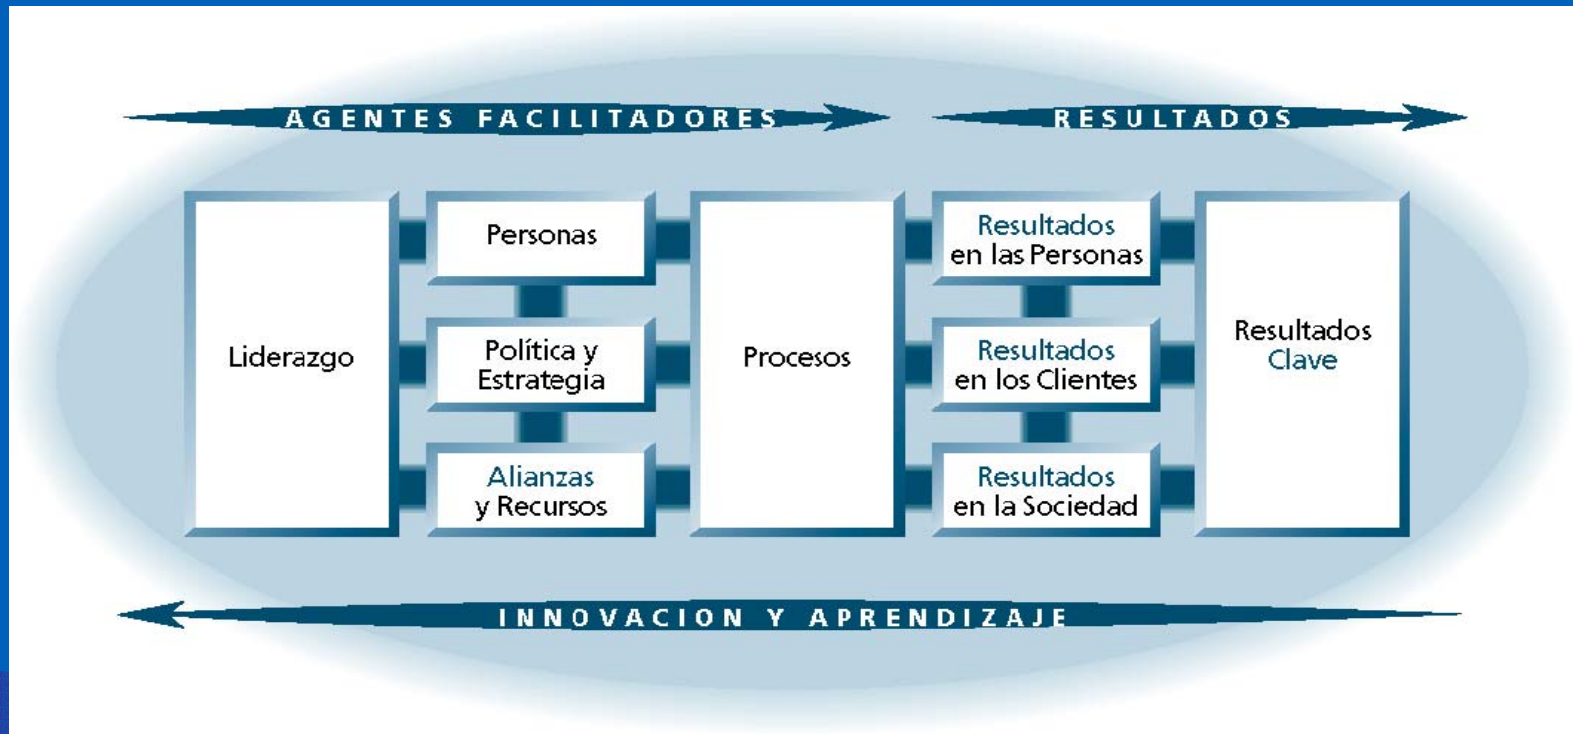 AGENTES FACILITADORES
RESULTADOS
Liderazgo
Personas
Política y
Estrategia
Alianzas
y Recursos
Procesos
Resultados
en las Personas
Resultados
en los Clientes
Resultados
en la Sociedad
Resultados
Clave
INNOVACION Y APRENDIZAJE